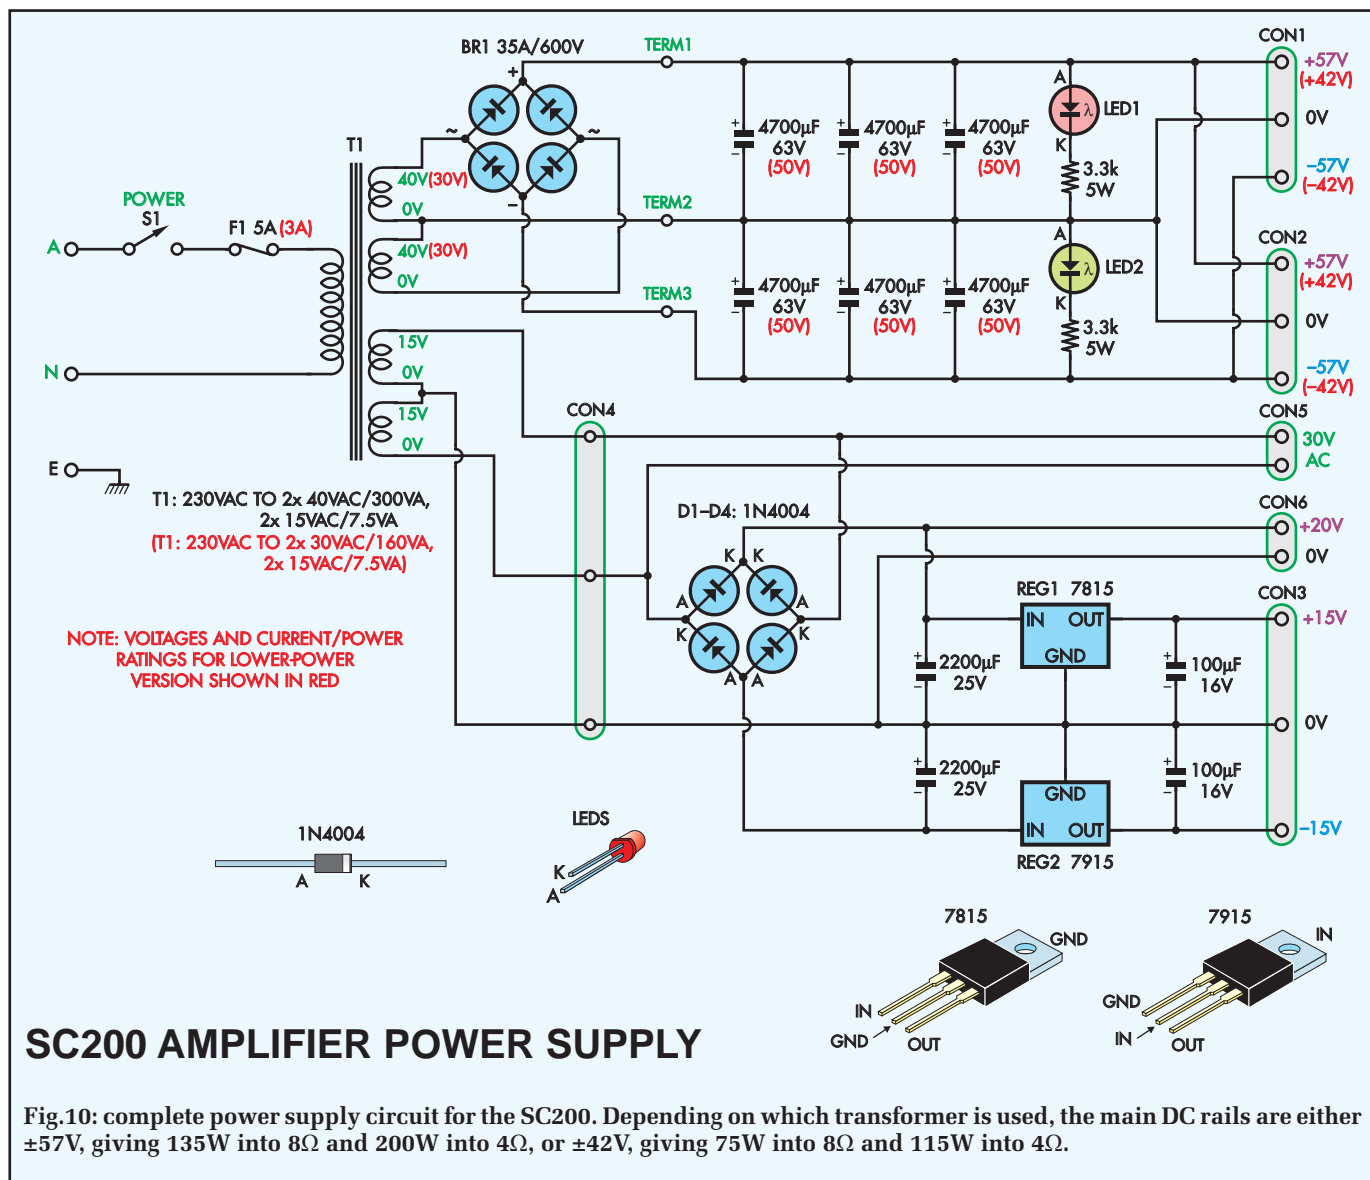 BR1 35A/600V
TERM1
CON1
+
~
~
–
+57V
(+42V)
0V
–57V
(–42V)
T1
40V(30V)
0V
40V(30V)
0V
POWER
S1
F1 5A(3A)
A
N
E
+
4700µF
63V
(50V)
–
+
4700µF
63V
(50V)
–
+
4700µF
63V
(50V)
–
A
λ
LED1
K
3.3k
5W
TERM2
CON2
+57V
(+42V)
0V
–57V
(–42V)
+
4700µF
63V
(50V)
–
+
4700µF
63V
(50V)
–
+
4700µF
63V
(50V)
–
A
λ
LED2
K
3.3k
5W
TERM3
15V
0V
15V
0V
CON4
CON5
30V
AC
T1: 230VAC TO 2x 40VAC/300VA,
2x 15VAC/7.5VA
(T1: 230VAC TO 2x 30VAC/160VA,
2x 15VAC/7.5VA)
D1–D4: 1N4004
K K
A A
K K
A A
CON6
+20V
0V
NOTE: VOLTAGES AND CURRENT/POWER
RATINGS FOR LOWER-POWER
VERSION SHOWN IN RED
REG1 7815
IN OUT
GND
CON3
+15V
0V
–15V
+
2200µF
25V
–
+
100µF
16V
–
+
2200µF
25V
–
+
100µF
16V
–
GND
IN OUT
REG2 7915
1N4004
A K
LEDS
K
A
7815
GND
IN
GND
OUT
7915
IN
GND
IN
OUT
SC200 AMPLIFIER POWER SUPPLY
Fig.10: complete power supply circuit for the SC200. Depending on which transformer is used, the main DC rails are either
±57V, giving 135W into 8Ω and 200W into 4Ω, or ±42V, giving 75W into 8Ω and 115W into 4Ω.